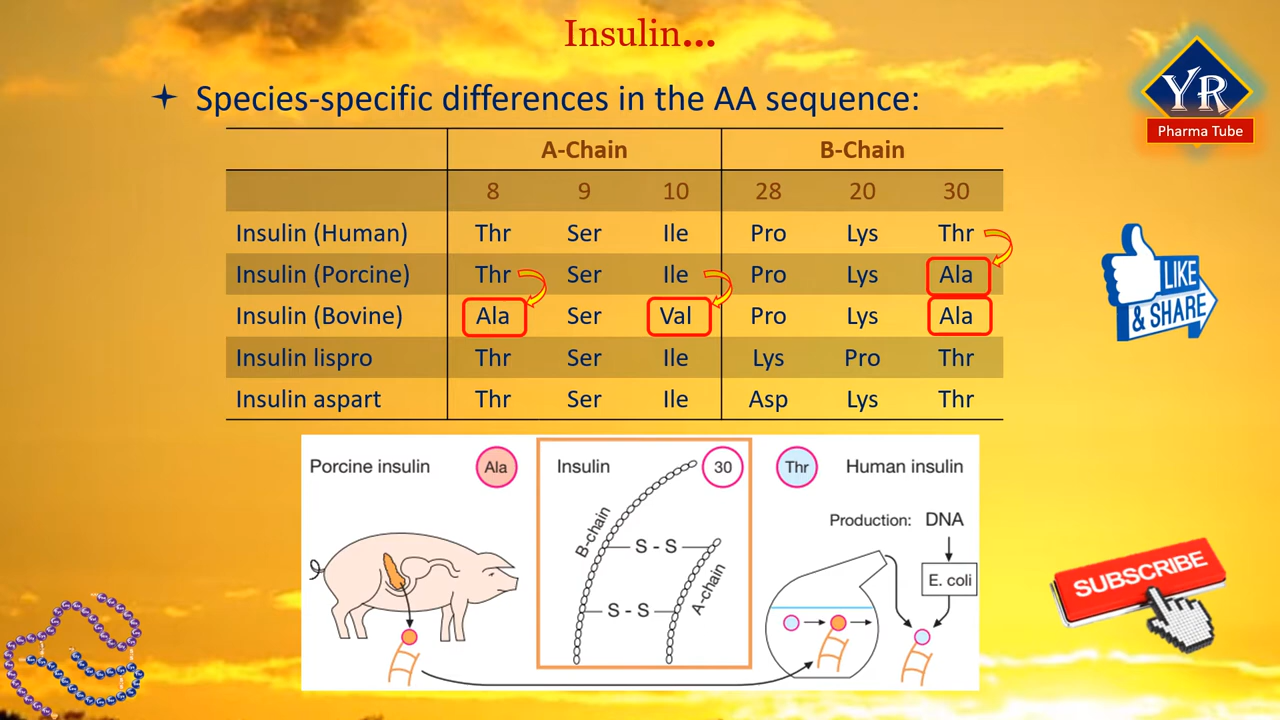 Insulin...
Species-specific differences in the AA sequence:
YR
Pharma Tube
A-Chain B-Chain
8 9 10 28 20 30
Insulin (Human) Thr Ser Ile Pro Lys Thr
Insulin (Porcine) Thr Ser Ile Pro Lys Ala
Insulin (Bovine) Ala Ser Val Pro Lys Ala
Insulin lispro Thr Ser Ile Lys Pro Thr
Insulin aspart Thr Ser Ile Asp Lys Thr
LIKE
& SHARE
Porcine insulin Ala Insulin 30 Thr Human insulin
Production: DNA
B-chain
S - S
A-chain
S - S
E. coli
SUBSCRIBE